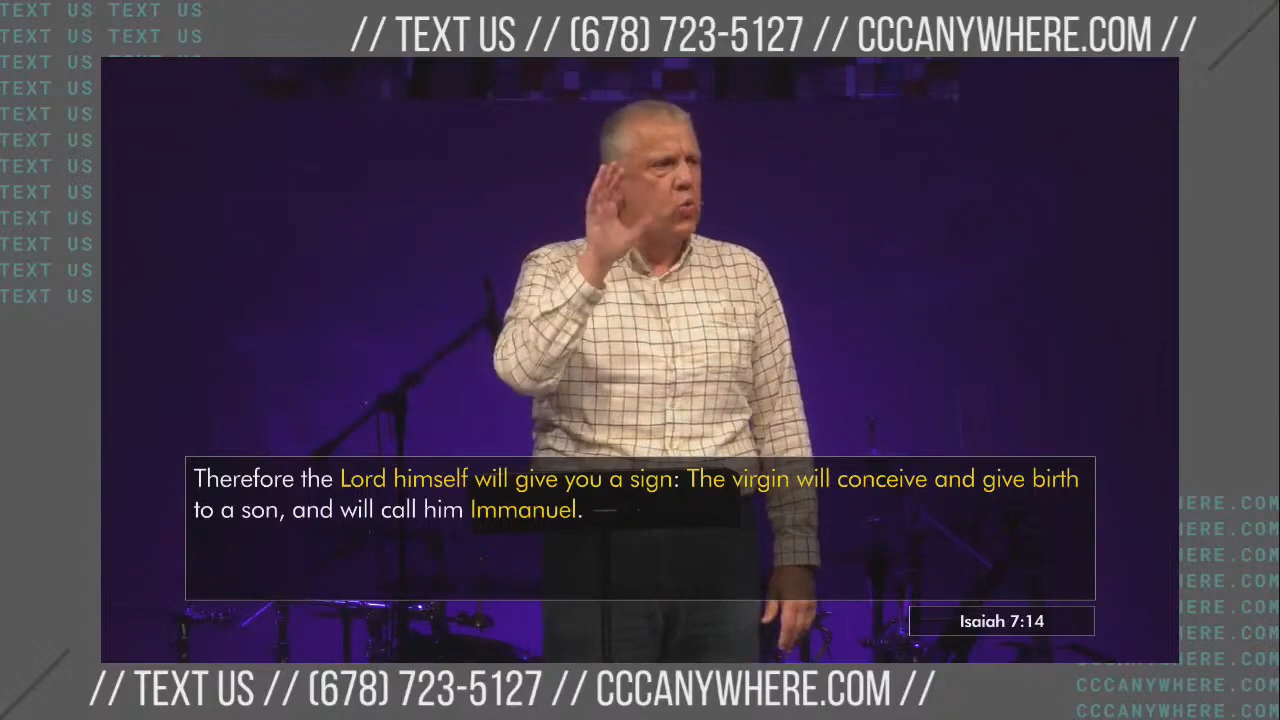 TEXT US TEXT US
TEXT US TEXT US
TEXT US
TEXT US
TEXT US
TEXT US
TEXT US
TEXT US
TEXT US
TEXT US
TEXT US
TEXT US
// TEXT US // (678) 723-5127 // CCCANYWHERE.COM //
Therefore the Lord himself will give you a sign: The virgin will conceive and give birth
to a son, and will call him Immanuel.
Isaiah 7:14
// TEXT US // (678) 723-5127 // CCCANYWHERE.COM //
CCCANYWHERE.COM
CCCANYWHERE.COM